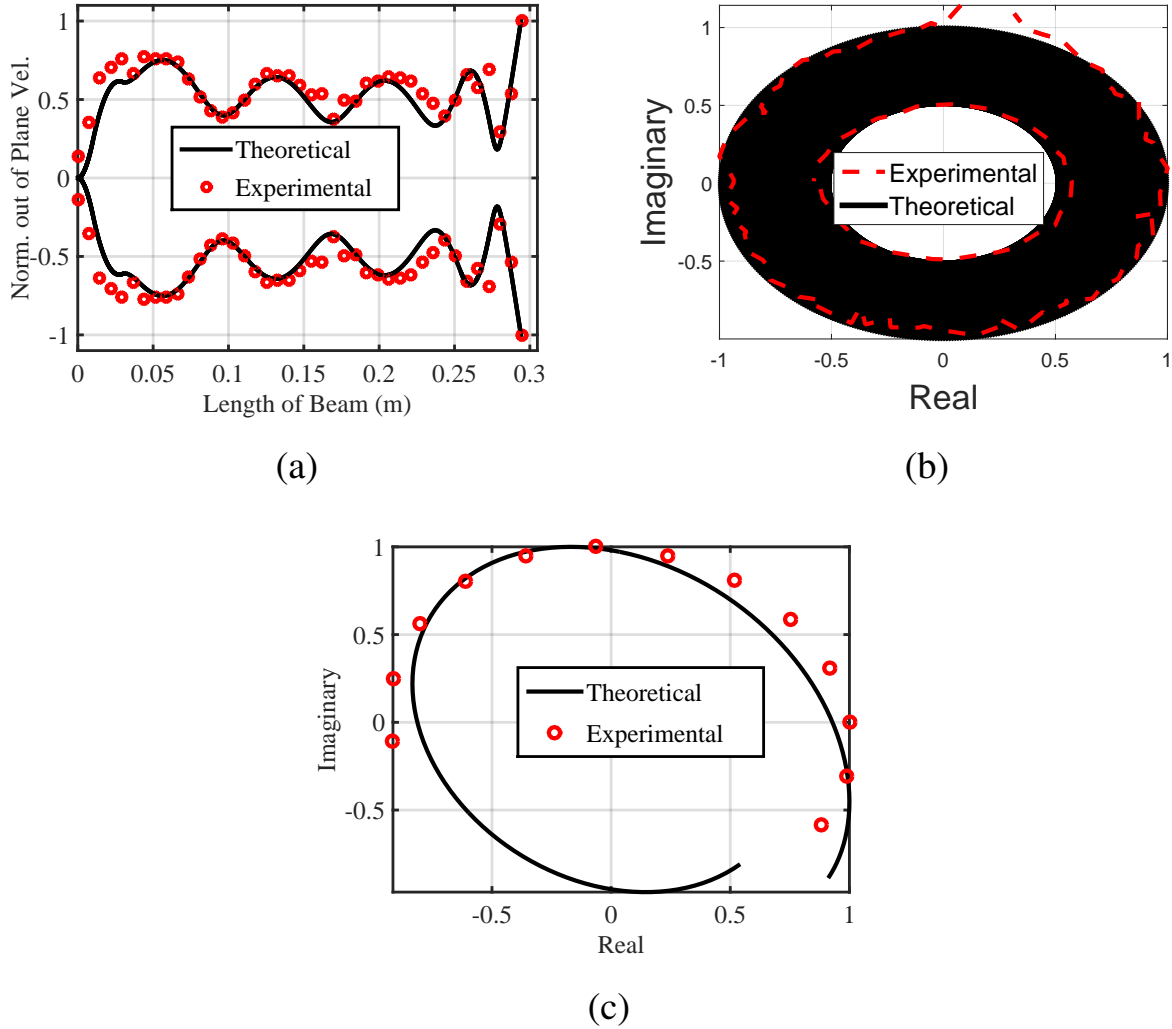 1
0.5
0
-0.5
-1
Norm. out of Plane Vel.
Theoretical
Experimental
0
0.05
0.1
0.15
0.2
0.25
0.3
Length of Beam (m)
(a)
1
0.5
0
-0.5
Imaginary
Experimental
Theoretical
-1
-0.5
0
0.5
1
Real
(b)
1
0.5
0
-0.5
Imaginary
Theoretical
Experimental
-0.5
0
0.5
1
Real
(c)